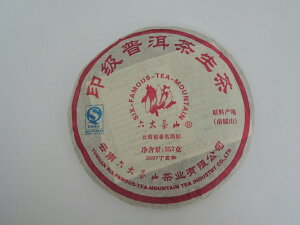 印级普洱茶生茶
SIX-FAMOUS-TEA-MOUNTAIN
六大茶山®
云南省著名商标
原料产地
(南糯山)
净含量:357克
2007丁亥年
云南六大茶山茶业有限公司
YUNNAN SIX-FAMOUS-TEA-MOUNTAIN TEA INDUSTRY CO.,LTD